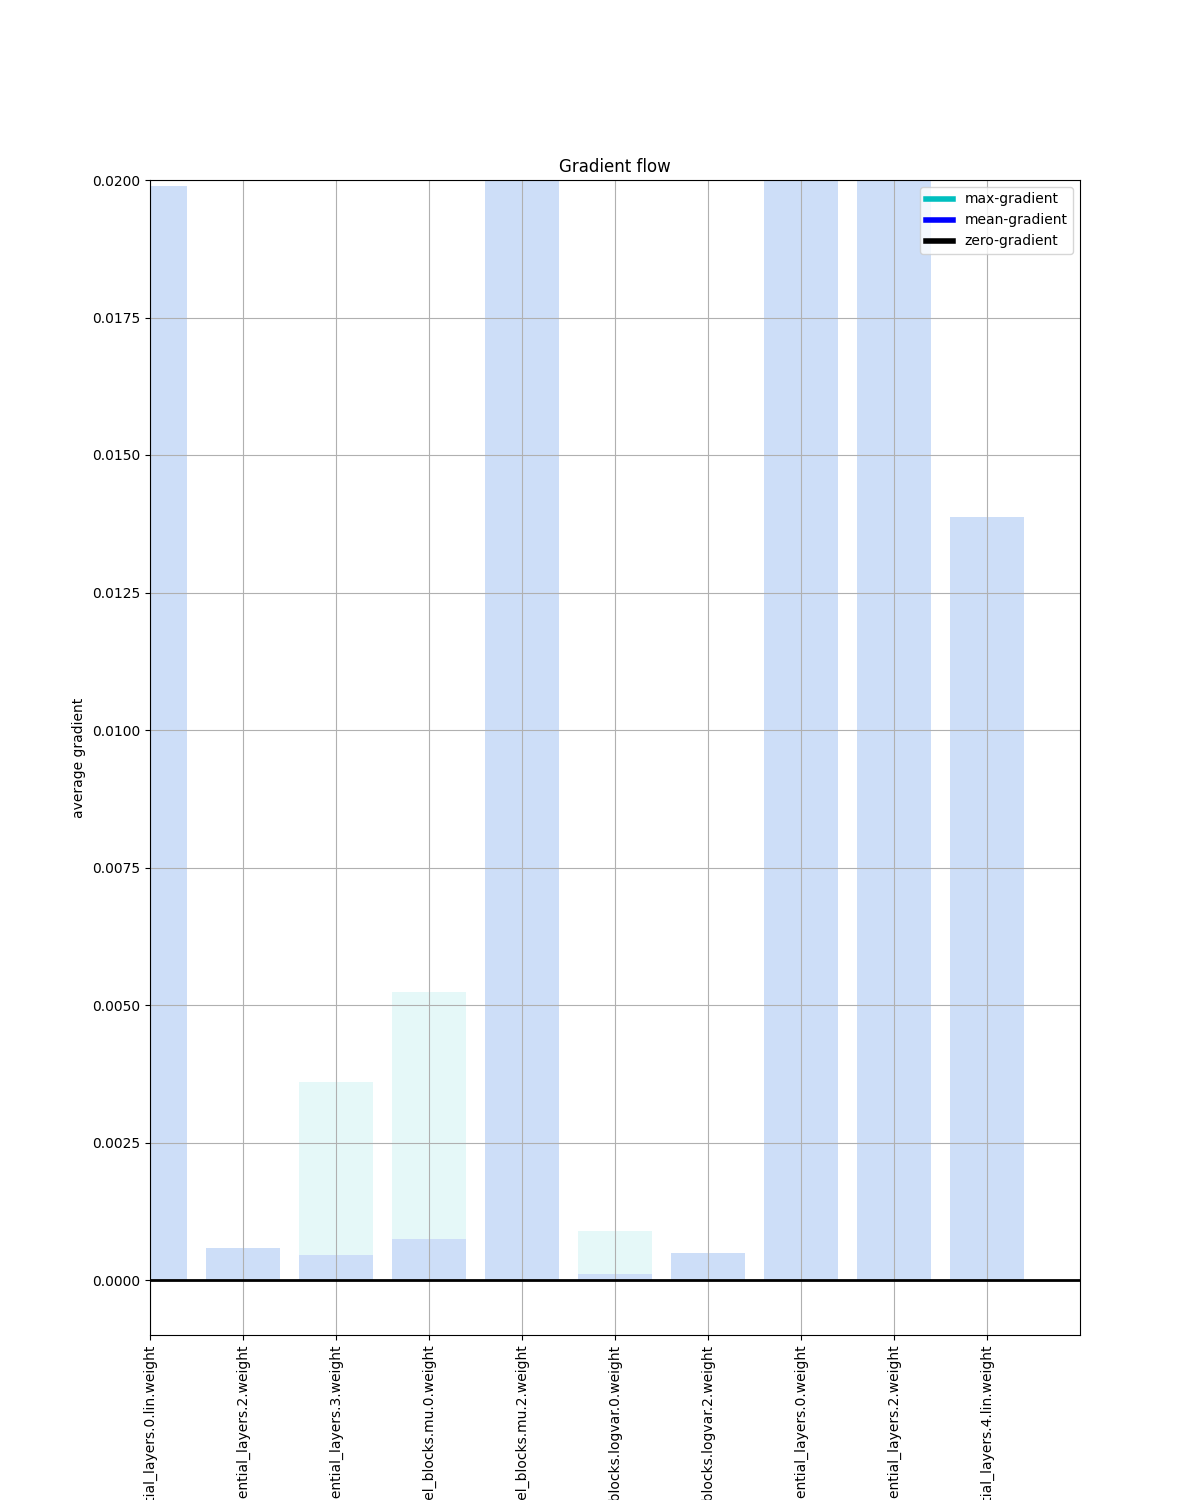 Gradient flow
max-gradient
mean-gradient
zero-gradient
0.0200
0.0175
0.0150
0.0125
0.0100
0.0075
0.0050
0.0025
0.0000
average gradient
tial_layers.0.lin.weight
ential_layers.2.weight
ential_layers.3.weight
el_blocks.mu.0.weight
el_blocks.mu.2.weight
blocks.logvar.0.weight
blocks.logvar.2.weight
ential_layers.0.weight
ential_layers.2.weight
tial_layers.4.lin.weight